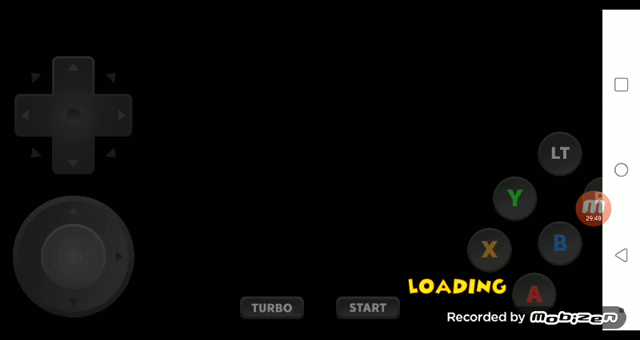 LT
Y
m
29:49
X
B
LOADING
A
TURBO
START
Recorded by Mobizen